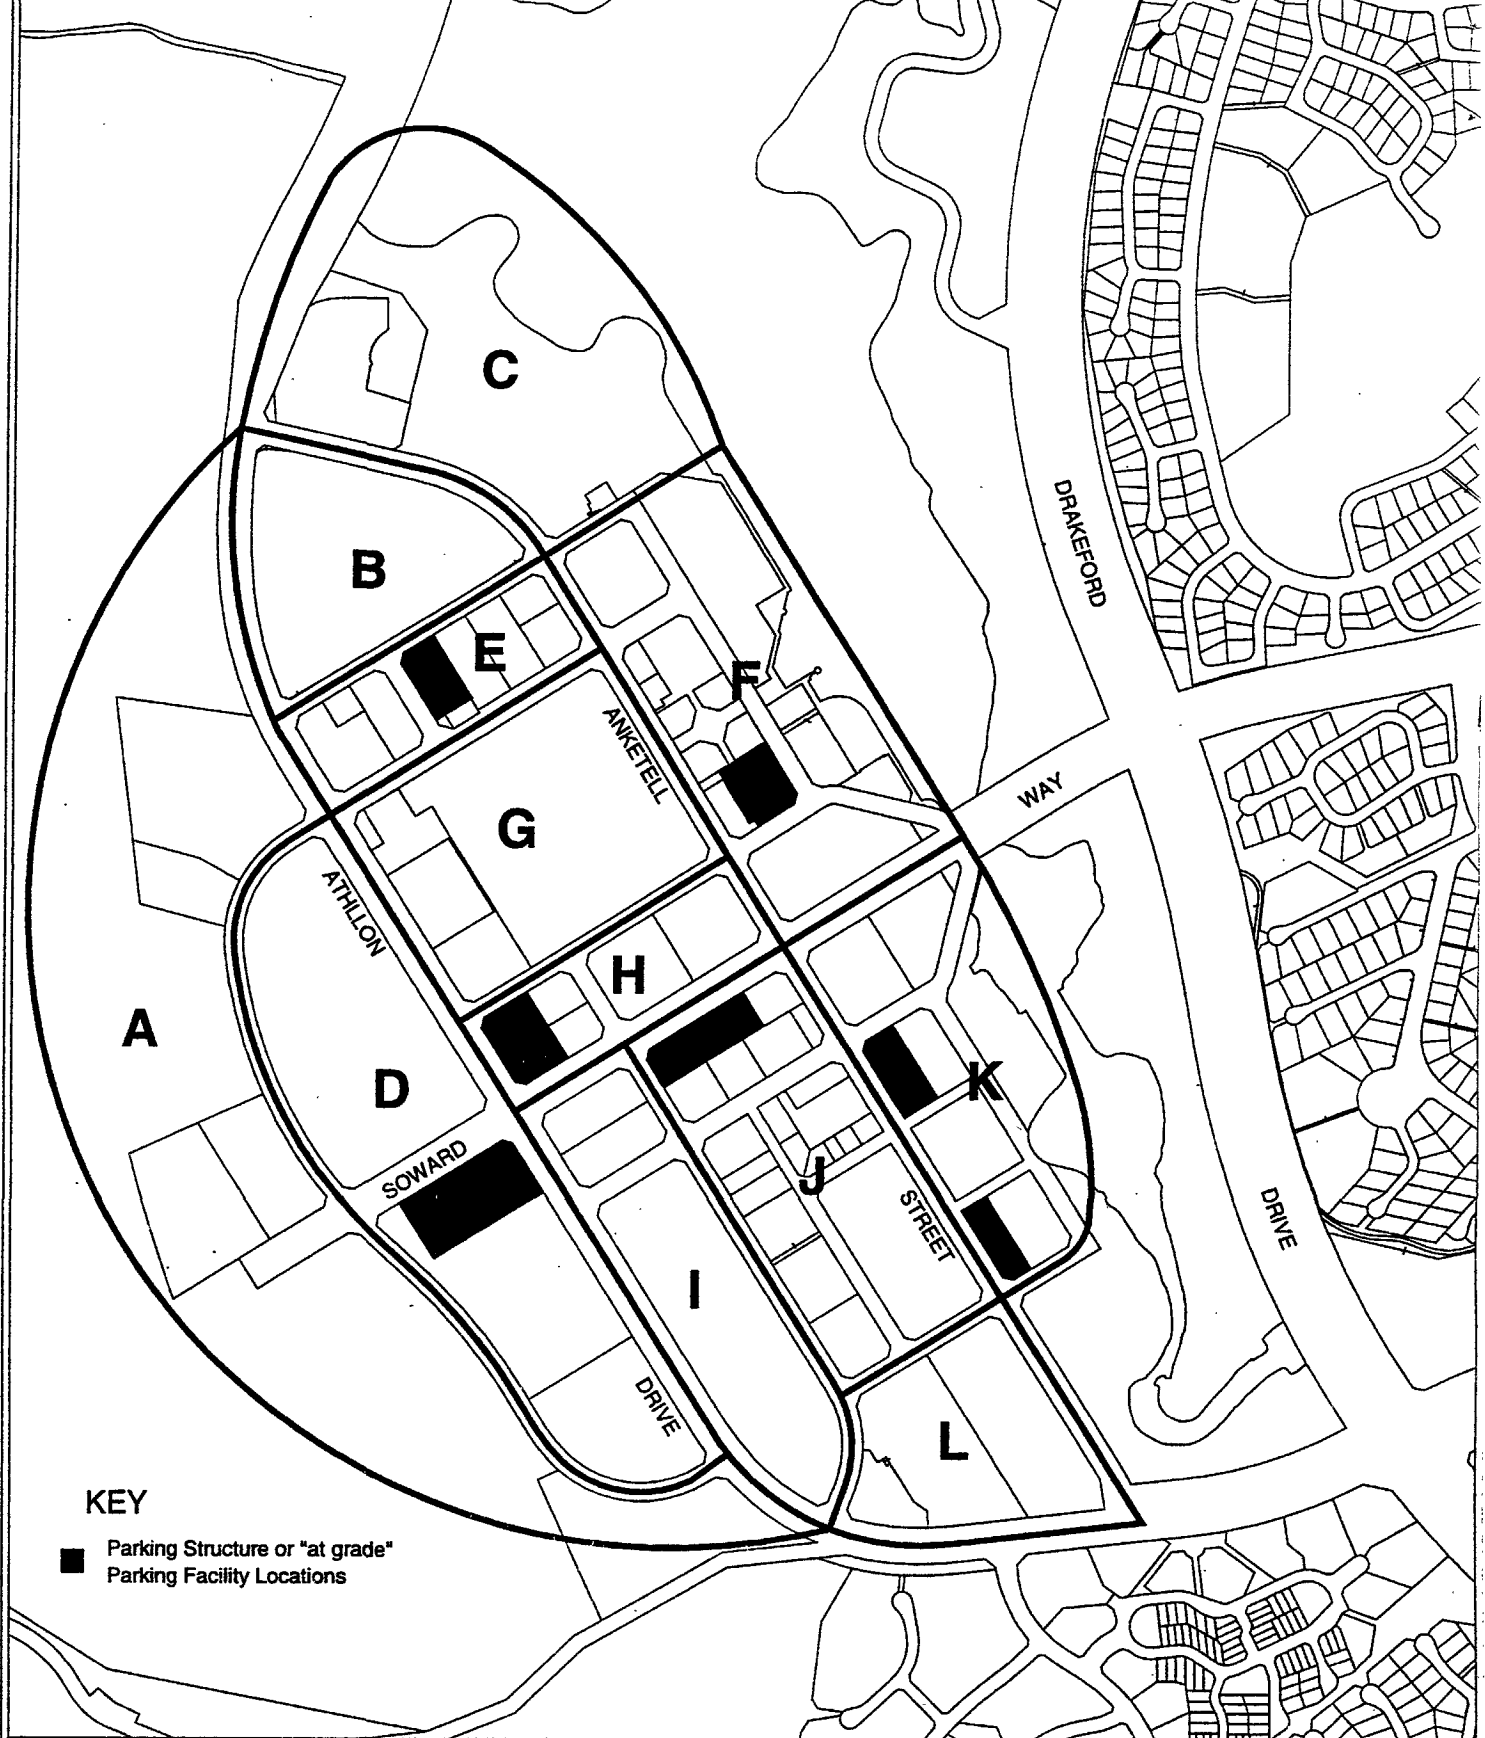 C
DRAKEFORD
B
E
F
ANKETELL
WAY
G
ATHLLON
H
A
D
K
SOWARD
J
STREET
DRIVE
I
DRIVE
L
KEY
Parking Structure or "at grade"
Parking Facility Locations